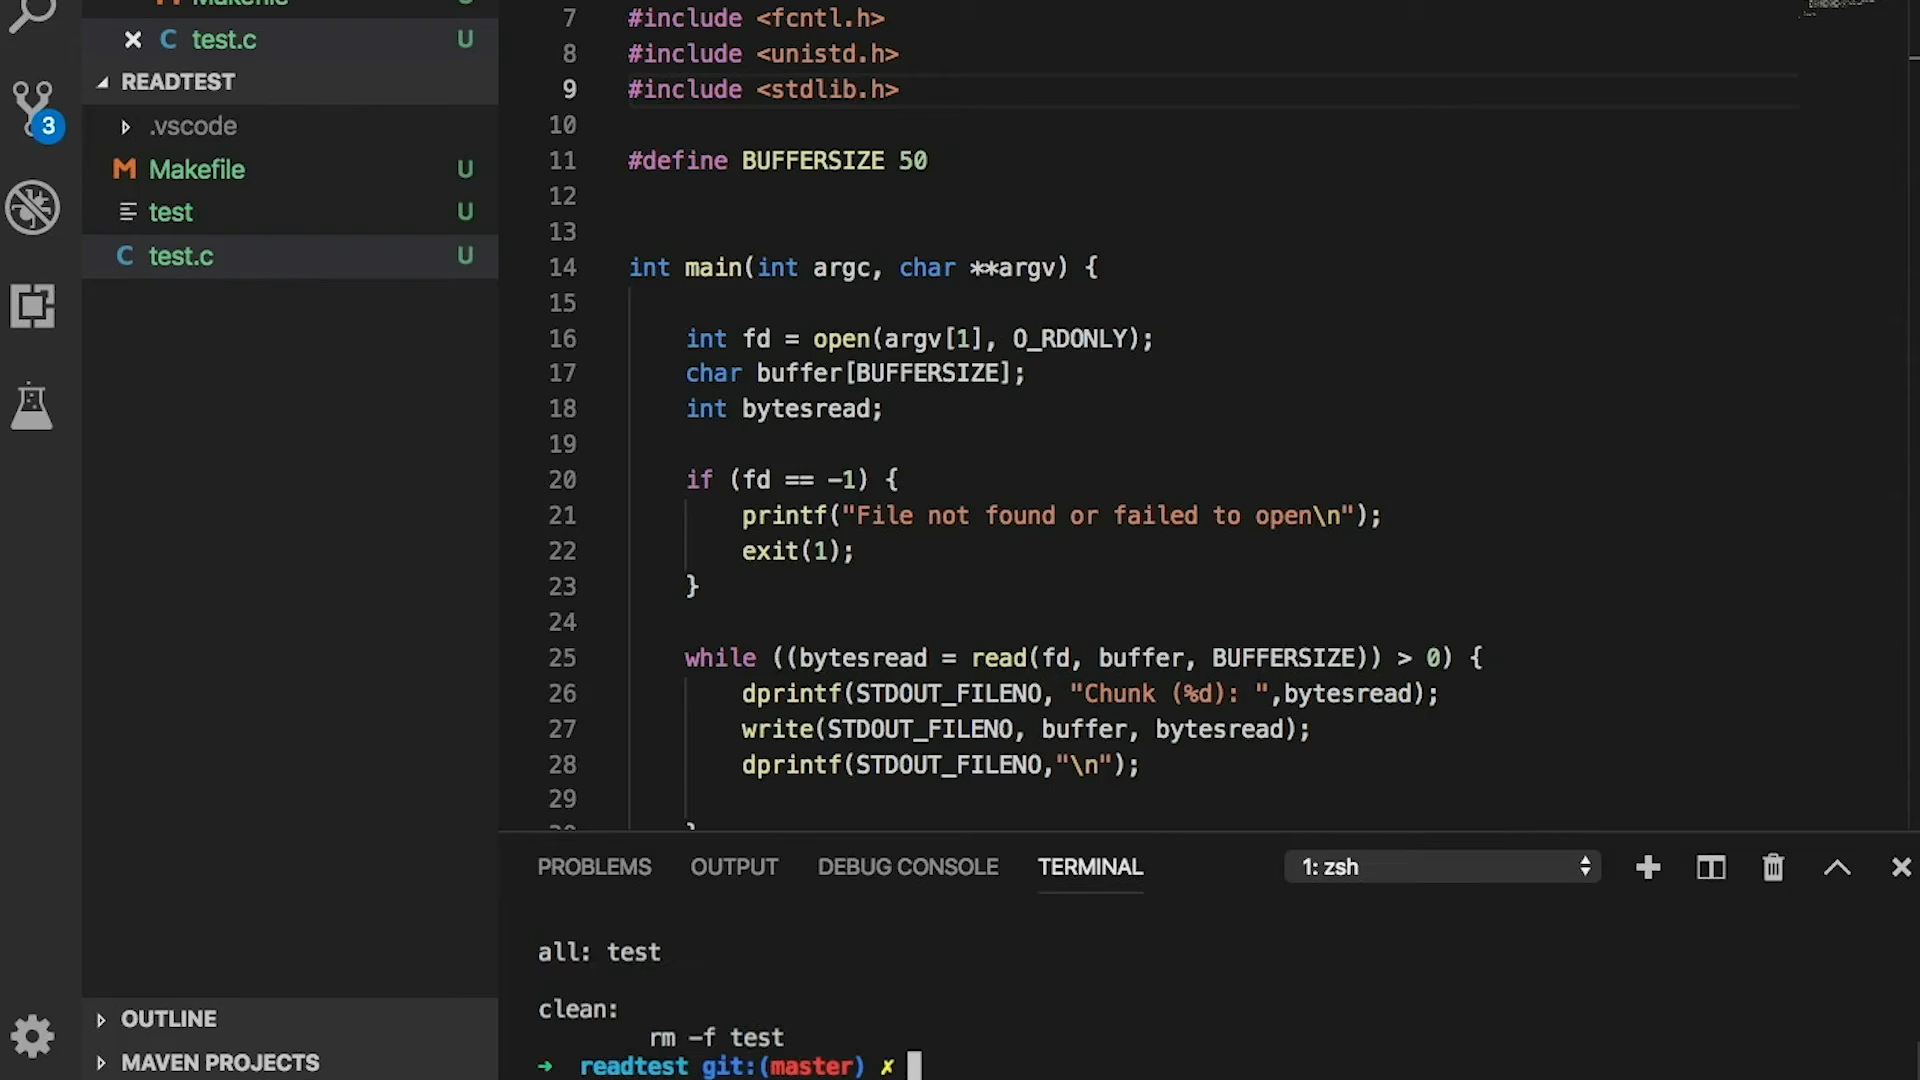 Makefile
test.c U
READTEST
3
.vscode
M Makefile U
test U
C test.c U
OUTLINE
MAVEN PROJECTS
7 #include <fcntl.h>
8 #include <unistd.h>
9 #include <stdlib.h>
10
11 #define BUFFERSIZE 50
12
13
14 int main(int argc, char **argv) {
15
16 int fd = open(argv[1], O_RDONLY);
17 char buffer[BUFFERSIZE];
18 int bytesread;
19
20 if (fd == -1) {
21 printf("File not found or failed to open\n");
22 exit(1);
23 }
24
25 while ((bytesread = read(fd, buffer, BUFFERSIZE)) > 0) {
26 dprintf(STDOUT_FILENO, "Chunk (%d): ",bytesread);
27 write(STDOUT_FILENO, buffer, bytesread);
28 dprintf(STDOUT_FILENO,"\n");
29
30 }
PROBLEMS OUTPUT DEBUG CONSOLE TERMINAL 1: zsh
all: test
clean:
rm -f test
➜ readtest git:(master) ✗